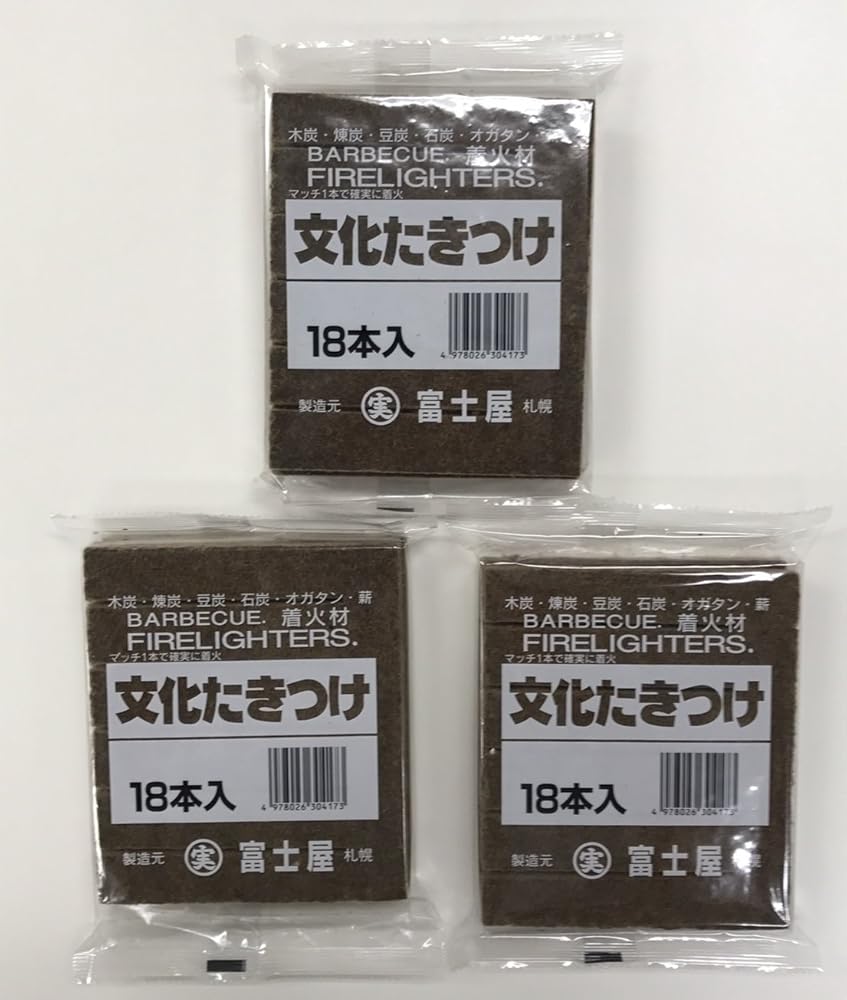 木炭・煉炭・豆炭・石炭・オガタン・
BARBECUE. 着火材
FIRELIGHTERS.
マッチ1本で確実に着火
文化たきつけ
18本入
4 978026 304173
製造元 実 富士屋 札幌
木炭・煉炭・豆炭・石炭・オガタン・薪
BARBECUE. 着火材
FIRELIGHTERS.
マッチ1本で確実に着火
文化たきつけ
18本入
4 978026 304173
製造元 実 富士屋 札幌
木炭・煉炭・豆炭・石炭・オガタン・薪
BARBECUE. 着火材
FIRELIGHTERS.
マッチ1本で確実に着火
文化たきつけ
18本入
4 978026 304173
製造元 実 富士屋 幌